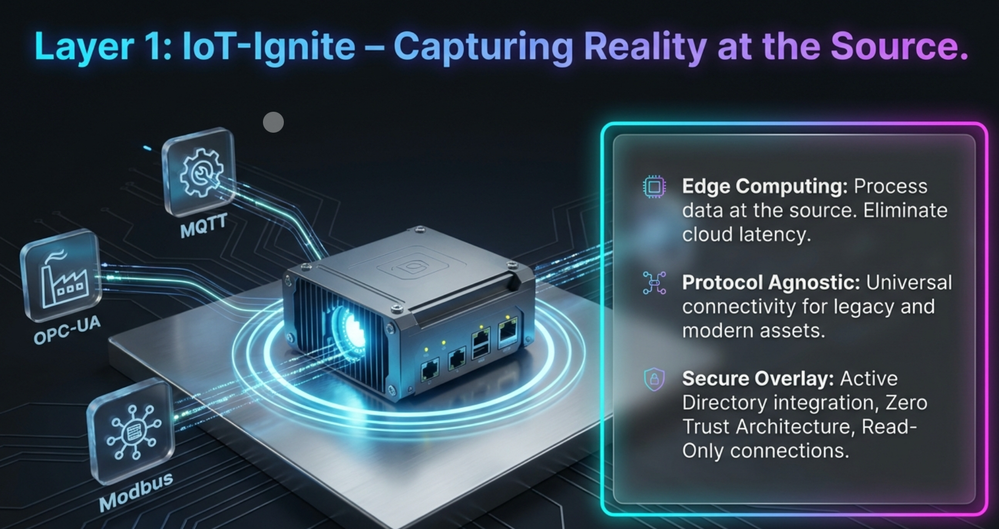 Layer 1: IoT-Ignite – Capturing Reality at the Source.
MQTT
OPC-UA
Modbus
Edge Computing: Process
data at the source. Eliminate
cloud latency.
Protocol Agnostic: Universal
connectivity for legacy and
modern assets.
Secure Overlay: Active
Directory integration, Zero
Trust Architecture, Read-
Only connections.